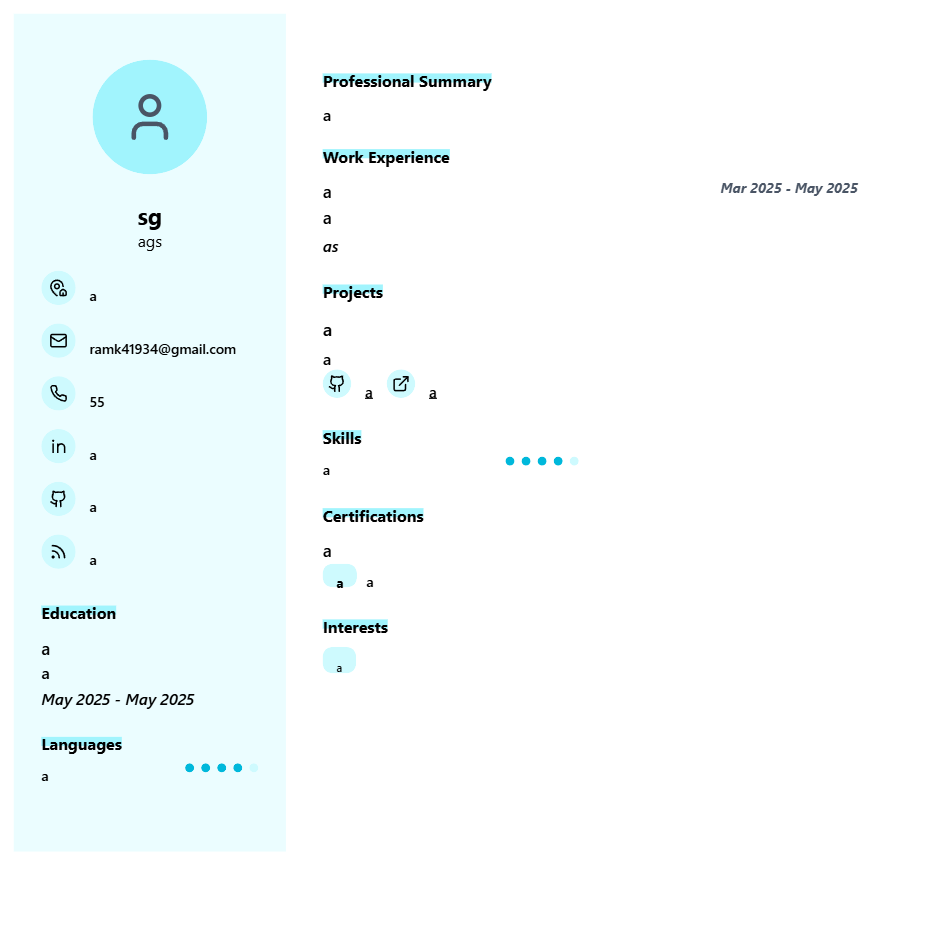 sg
ags
a
ramk41934@gmail.com
55
in
a
a
a
Education
a
a
May 2025 - May 2025
Languages
a
Professional Summary
a
Work Experience
a Mar 2025 - May 2025
a
as
Projects
a
a
a a
Skills
a
Certifications
a
a a
Interests
a